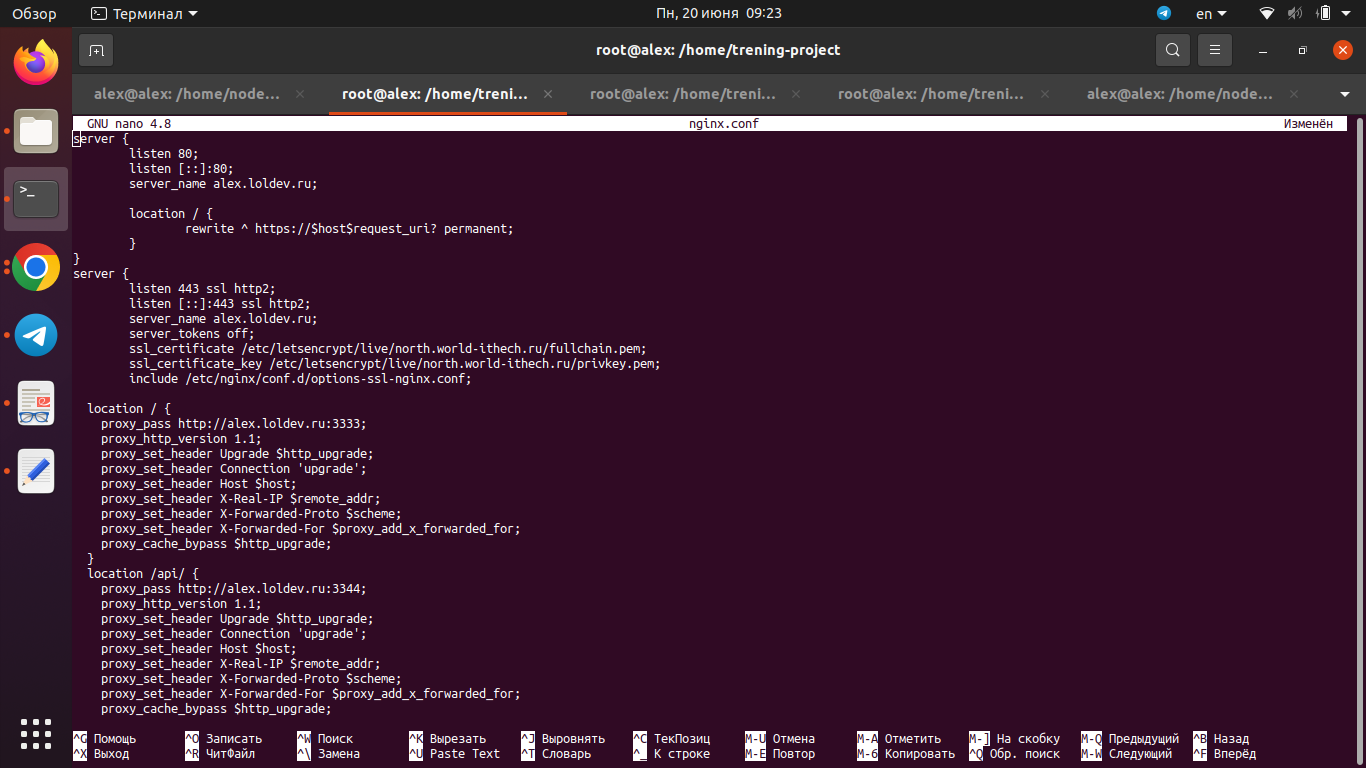 Обзор Терминал Пн, 20 июня 09:23 en
root@alex: /home/trening-project
alex@alex: /home/node... × root@alex: /home/treni... × root@alex: /home/treni... × root@alex: /home/treni... × alex@alex: /home/node... ×
GNU nano 4.8 nginx.conf Изменён
server {
listen 80;
listen [::]:80;
server_name alex.loldev.ru;
location / {
rewrite ^ https://$host$request_uri? permanent;
}
}
server {
listen 443 ssl http2;
listen [::]:443 ssl http2;
server_name alex.loldev.ru;
server_tokens off;
ssl_certificate /etc/letsencrypt/live/north.world-ithech.ru/fullchain.pem;
ssl_certificate_key /etc/letsencrypt/live/north.world-ithech.ru/privkey.pem;
include /etc/nginx/conf.d/options-ssl-nginx.conf;
location / {
proxy_pass http://alex.loldev.ru:3333;
proxy_http_version 1.1;
proxy_set_header Upgrade $http_upgrade;
proxy_set_header Connection 'upgrade';
proxy_set_header Host $host;
proxy_set_header X-Real-IP $remote_addr;
proxy_set_header X-Forwarded-Proto $scheme;
proxy_set_header X-Forwarded-For $proxy_add_x_forwarded_for;
proxy_cache_bypass $http_upgrade;
}
location /api/ {
proxy_pass http://alex.loldev.ru:3344;
proxy_http_version 1.1;
proxy_set_header Upgrade $http_upgrade;
proxy_set_header Connection 'upgrade';
proxy_set_header Host $host;
proxy_set_header X-Real-IP $remote_addr;
proxy_set_header X-Forwarded-Proto $scheme;
proxy_set_header X-Forwarded-For $proxy_add_x_forwarded_for;
proxy_cache_bypass $http_upgrade;
^G Помощь ^O Записать ^W Поиск ^K Вырезать ^J Выровнять ^C ТекПозиц M-U Отмена M-A Отметить M-] На скобку M-Q Предыдущий ^B Назад
^X Выход ^R ЧитФайл ^\ Замена ^U Paste Text ^T Словарь ^_ К строке M-E Повтор M-6 Копировать ^Q Обр. поиск M-W Следующий ^F Вперёд